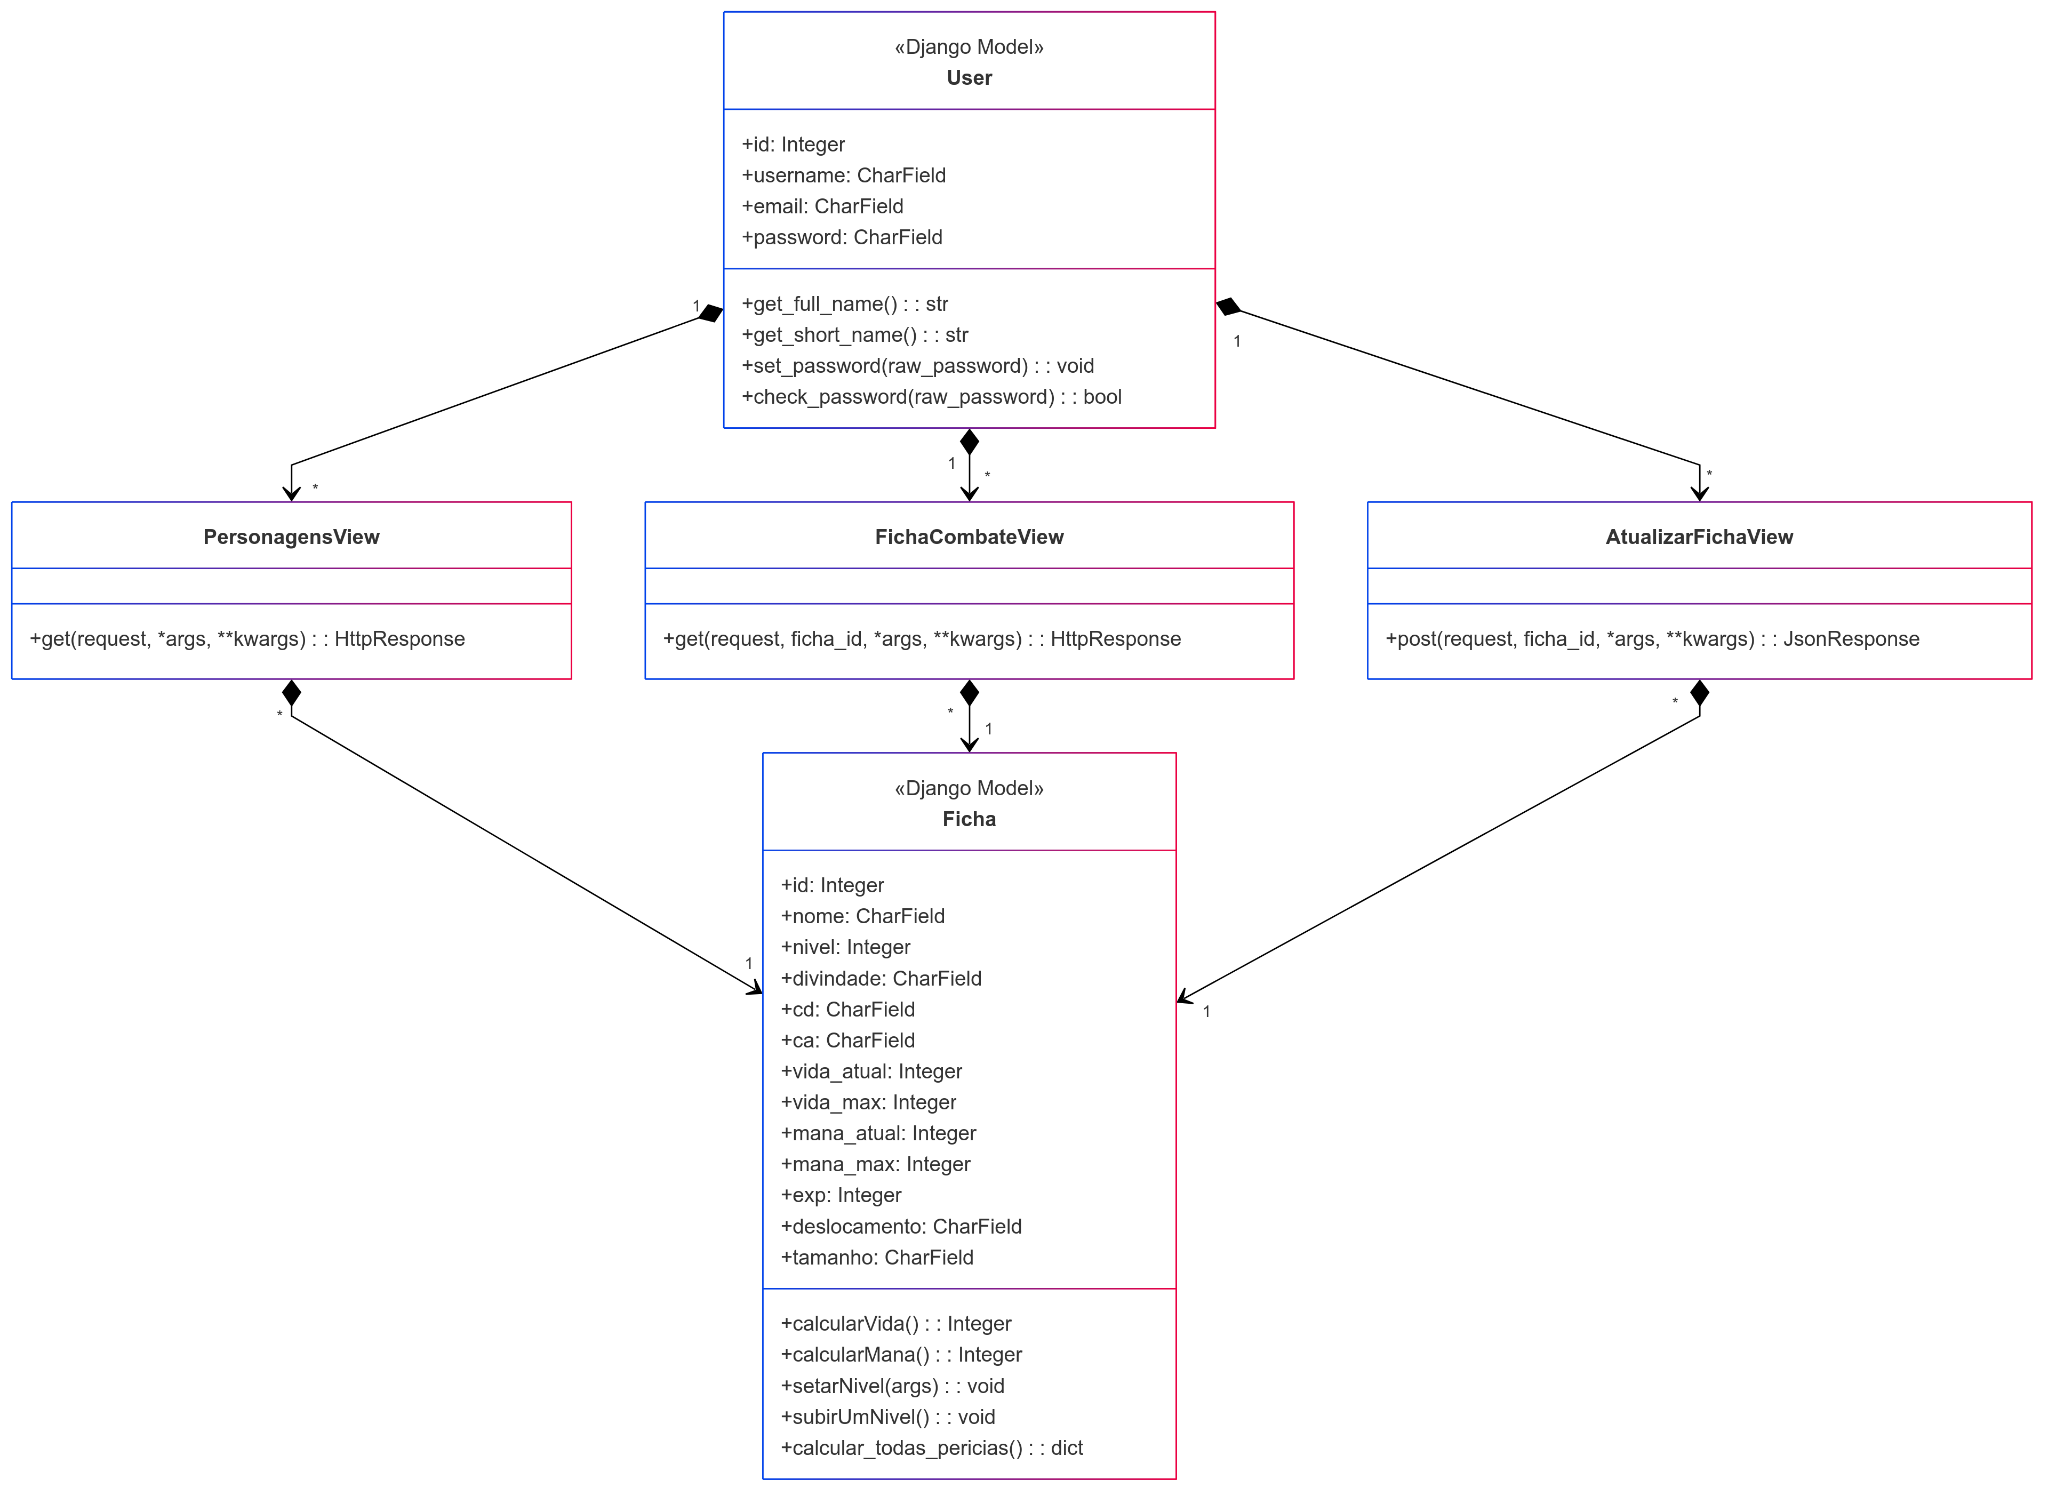 «Django Model»
User
+id: Integer
+username: CharField
+email: CharField
+password: CharField
+get_full_name() : : str
+get_short_name() : : str
+set_password(raw_password) : : void
+check_password(raw_password) : : bool
1
1
1
*
*
*
PersonagensView
+get(request, *args, **kwargs) : : HttpResponse
FichaCombateView
+get(request, ficha_id, *args, **kwargs) : : HttpResponse
AtualizarFichaView
+post(request, ficha_id, *args, **kwargs) : : JsonResponse
*
*
*
1
1
1
«Django Model»
Ficha
+id: Integer
+nome: CharField
+nivel: Integer
+divindade: CharField
+cd: CharField
+ca: CharField
+vida_atual: Integer
+vida_max: Integer
+mana_atual: Integer
+mana_max: Integer
+exp: Integer
+deslocamento: CharField
+tamanho: CharField
+calcularVida() : : Integer
+calcularMana() : : Integer
+setarNivel(args) : : void
+subirUmNivel() : : void
+calcular_todas_pericias() : : dict